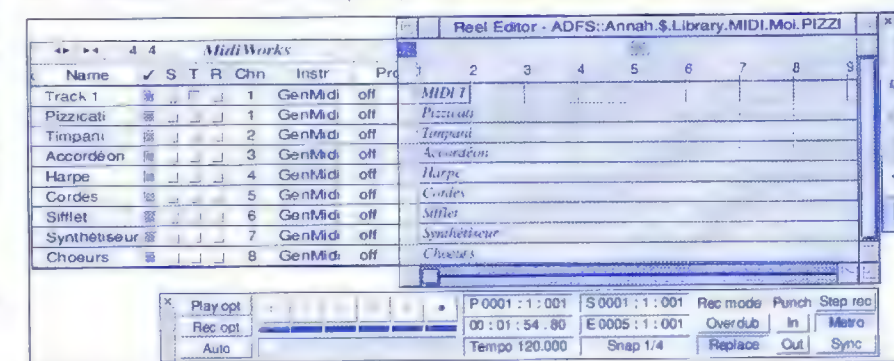 Reel Editor - ADFS::Annah.$.Library.MIDI.Mol.PIZZI
4 4 MidiWorks
Name ✓ S T R Chn Instr Pro
2 3 4 5 6 7 8 9
Track 1 1 GenMidi off MIDI 1
Pizzicati 1 GenMidi off Pizzicati
Timpani 2 GenMidi off Timpani
Accordéon 3 GenMidi off Accordéon
Harpe 4 GenMidi off Harpe
Cordes 5 GenMidi off Cordes
Sifflet 6 GenMidi off Sifflet
Synthétiseur 7 GenMidi off Synthétiseur
Choeurs 8 GenMidi off Choeurs
Play opt P 0001 : 1 : 001 S 0001 : 1 : 001 Rec mode Punch Step rec
Rec opt 00 : 01 : 54 . 80 E 0005 : 1 : 001 Overdub In Metro
Auto Tempo 120.000 Snap 1/4 Replace Out Sync